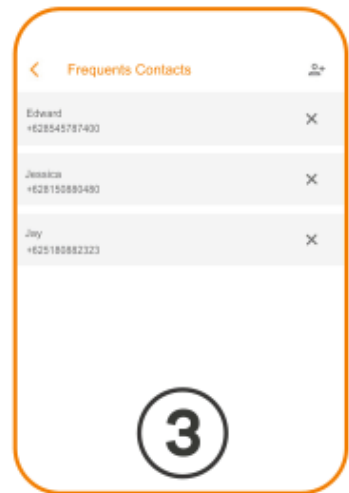 Frequents Contacts
Edward
+628545787400
Jessica
+628150880480
Jay
+625180882323
3